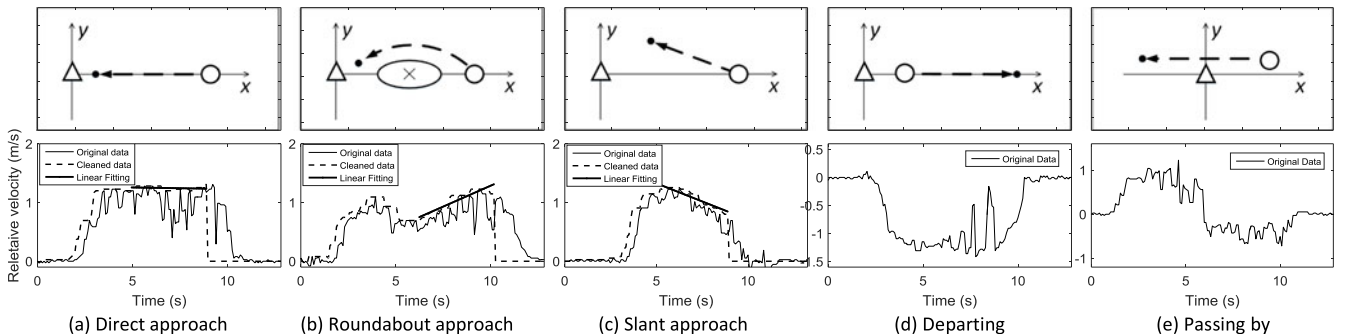 y
x
y
x
y
x
y
x
y
x
Reletaive velocity (m/s)
2
1
0
Original data
Cleaned data
Linear Fitting
0 5 10
Time (s)
2
1
0
Original data
Cleaned data
Linear Fitting
0 5 10
Time (s)
2
1
0
Original data
Cleaned data
Linear Fitting
0 5 10
Time (s)
0.5
0
-0.5
-1
1.5
Original Data
0 5 10
Time (s)
1
0
-1
Original Data
0 5 10
Time (s)
(a) Direct approach
(b) Roundabout approach
(c) Slant approach
(d) Departing
(e) Passing by